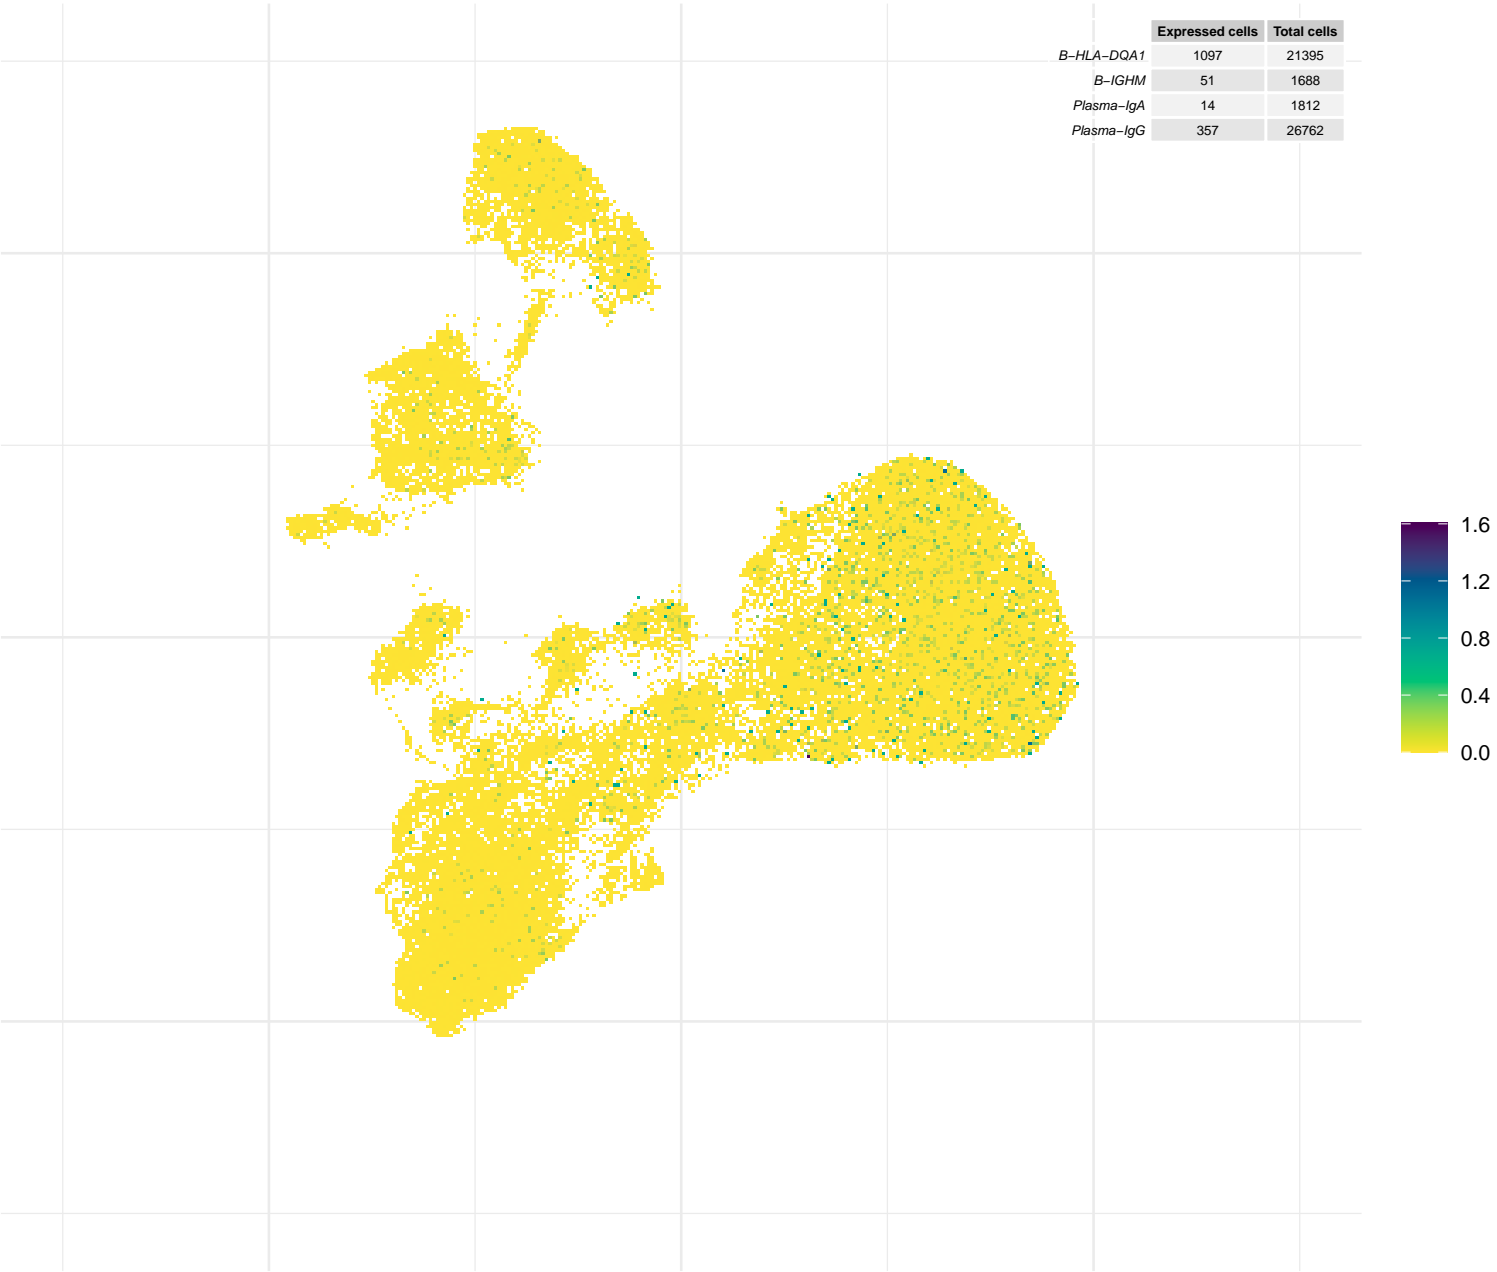 Expressed cells Total cells
B−HLA−DQA1 1097 21395
B−IGHM 51 1688
Plasma−IgA 14 1812
Plasma−IgG 357 26762
1.6
1.2
0.8
0.4
0.0